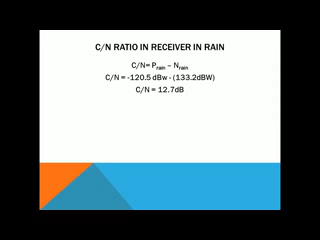 C/N RATIO IN RECEIVER IN RAIN
C/N= Prain – Nrain
C/N = -120.5 dBw - (133.2dBW)
C/N = 12.7dB